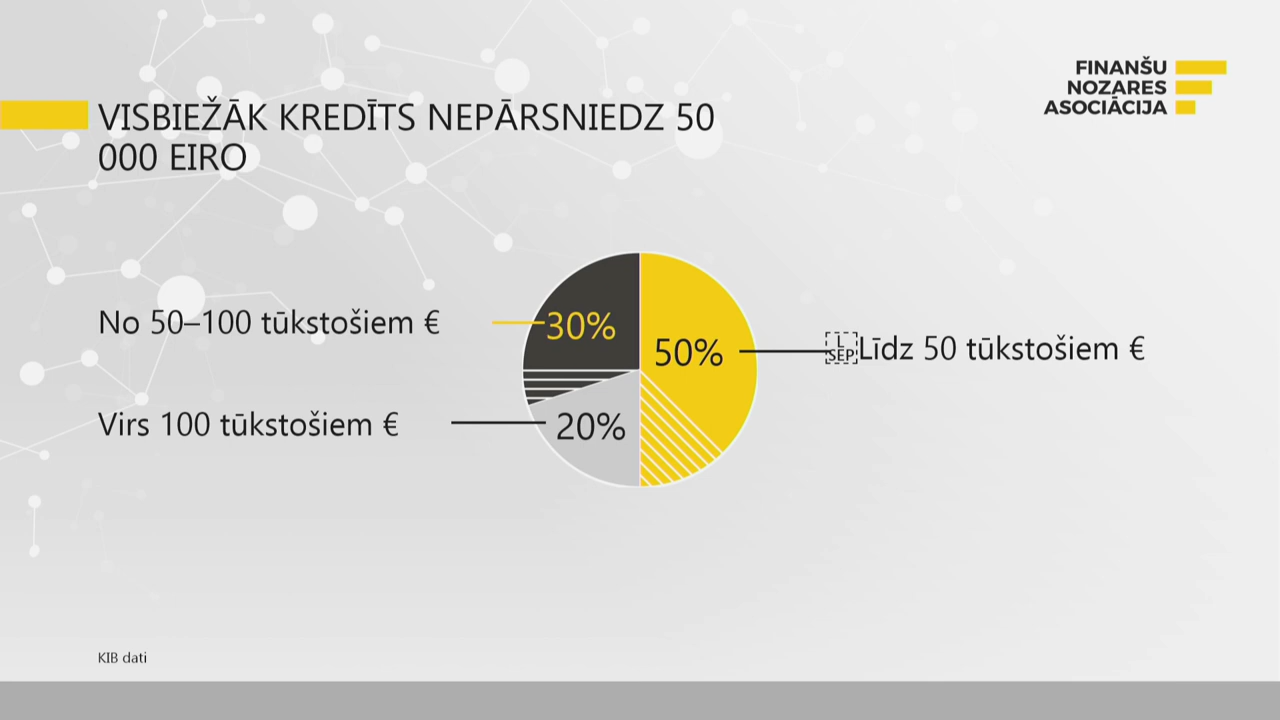 FINANŠU
NOZARES
ASOCIĀCIJA
VISBIEŽĀK KREDĪTS NEPĀRSNIEDZ 50
000 EIRO
No 50–100 tūkstošiem €
30%
50%
L SEP Līdz 50 tūkstošiem €
Virs 100 tūkstošiem €
20%
KIB dati